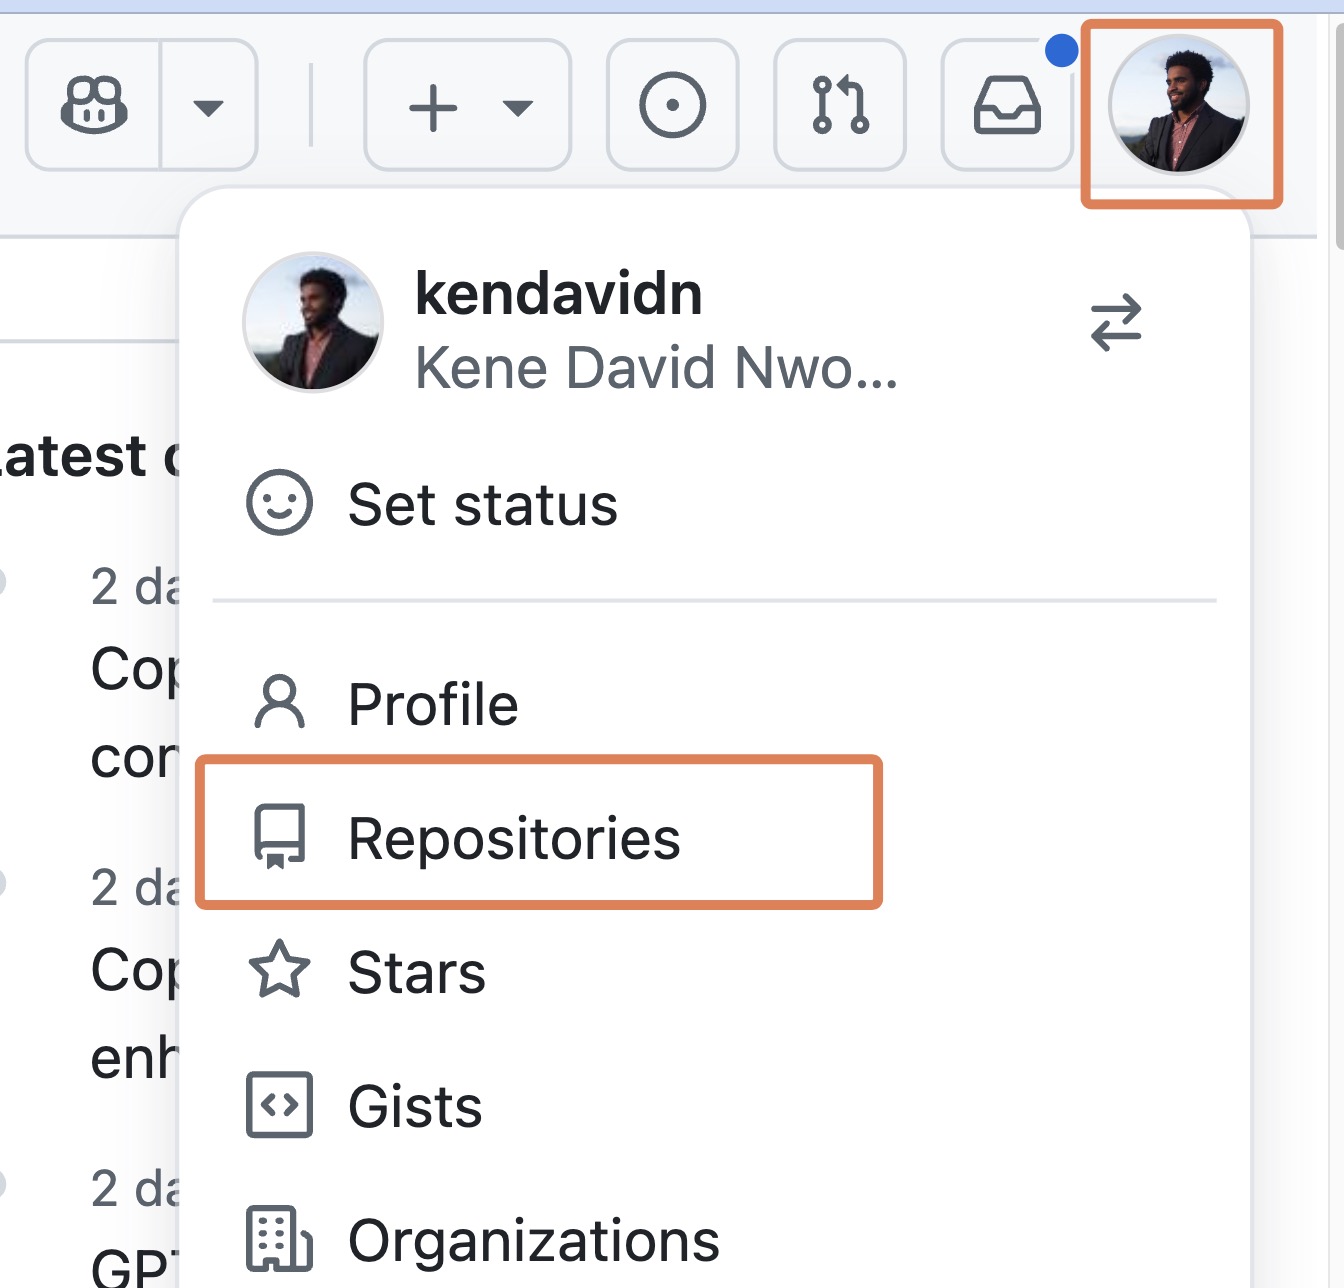 kendavidn
Kene David Nwo...
Set status
Profile
Repositories
Stars
Gists
Organizations
atest
2 da
Cop
con
2 da
Cop
enh
2 da
GPT